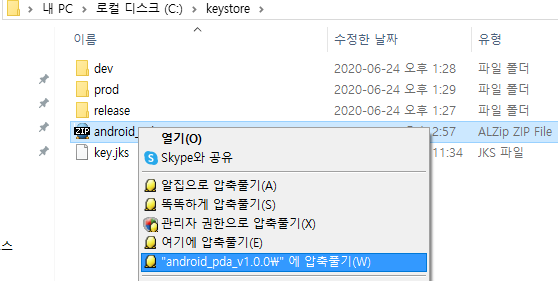 내 PC > 로컬 디스크 (C:) > keystore
이름 수정한 날짜 유형
dev 2020-06-24 오후 1:28 파일 폴더
prod 2020-06-24 오후 1:29 파일 폴더
release 2020-06-24 오후 1:27 파일 폴더
ZIP android_ 2:57 ALZip ZIP File
key.jks 11:34 JKS 파일
열기(O)
Skype와 공유
알집으로 압축풀기(A)
똑똑하게 압축풀기(S)
관리자 권한으로 압축풀기(X)
여기에 압축풀기(E)
"android_pda_v1.0.0₩" 에 압축풀기(W)
스